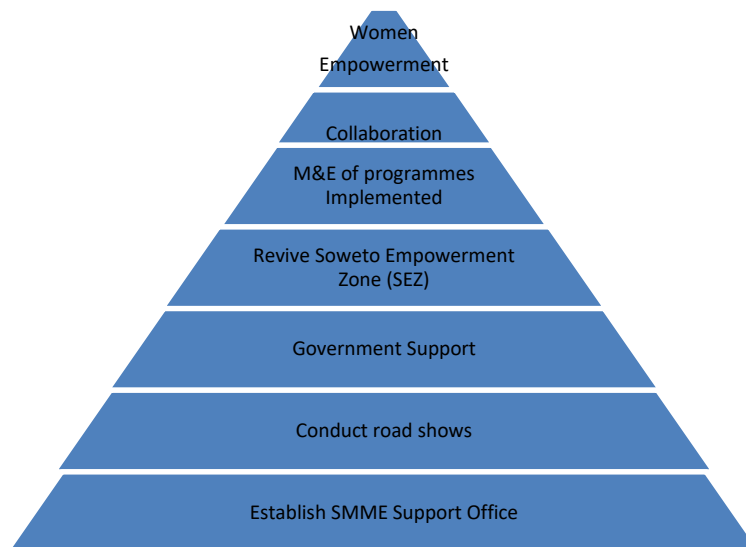 Women
Empowerment
Collaboration
M&E of programmes
Implemented
Revive Soweto Empowerment
Zone (SEZ)
Government Support
Conduct road shows
Establish SMME Support Office